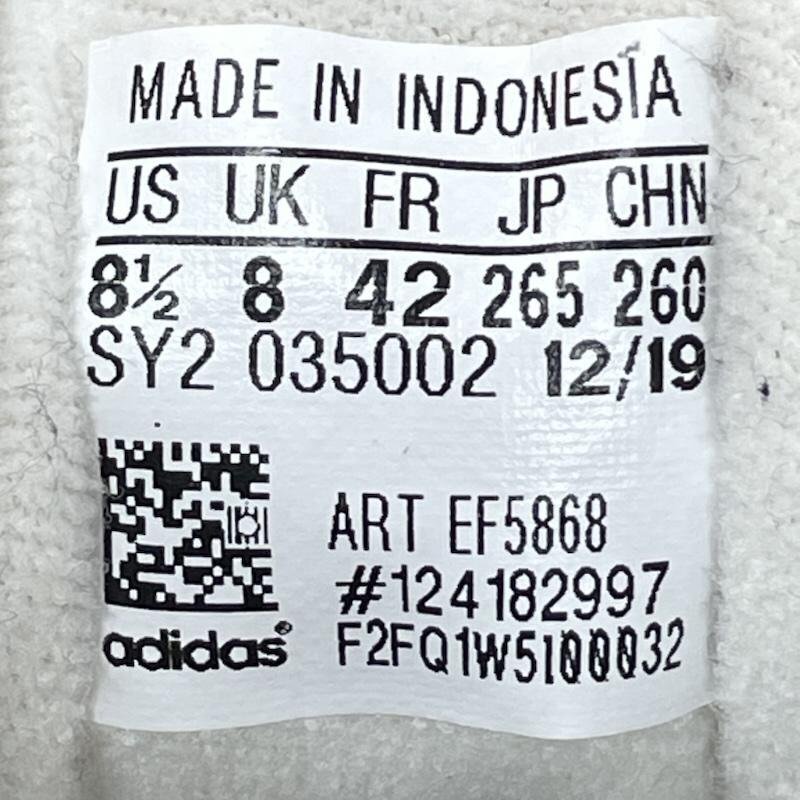 MADE IN INDONESIA
US UK FR JP CHN
8½ 8 42 265 260
SY2 035002 12/19
ART EF5868
#124182997
adidas® F2FQ1W5100032